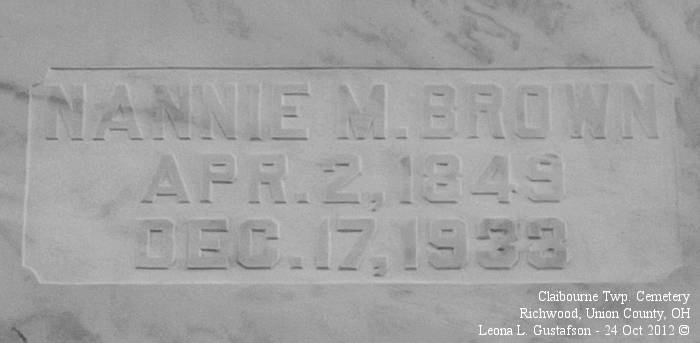 NANNIE M. BROWN
APR. 2, 1849
DEC. 17, 1933
Claibourne Twp. Cemetery
Richwood, Union County, OH
Leona L. Gustafson - 24 Oct 2012 ©